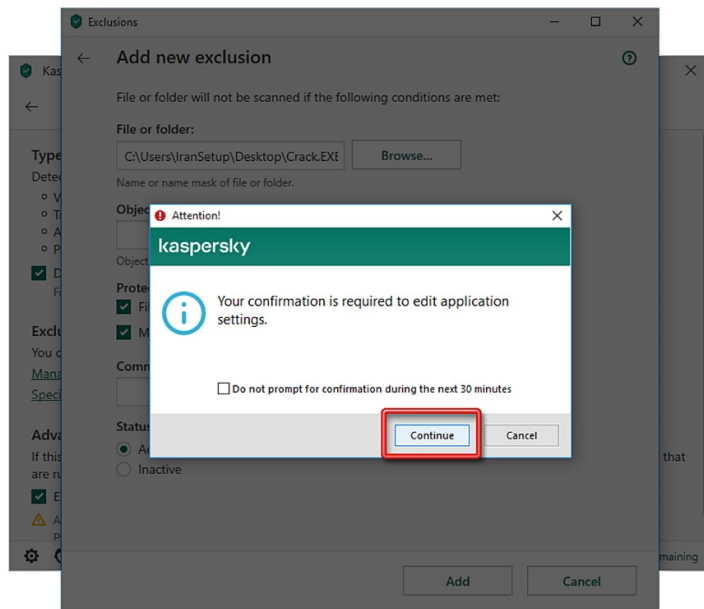 Exclusions
Add new exclusion
File or folder will not be scanned if the following conditions are met:
File or folder:
C:\Users\IranSetup\Desktop\Crack.EXE
Browse...
Name or name mask of file or folder.
Attention!
kaspersky
Your confirmation is required to edit application
settings.
Do not prompt for confirmation during the next 30 minutes
Continue
Cancel
Inactive
Add
Cancel
If this
that
are